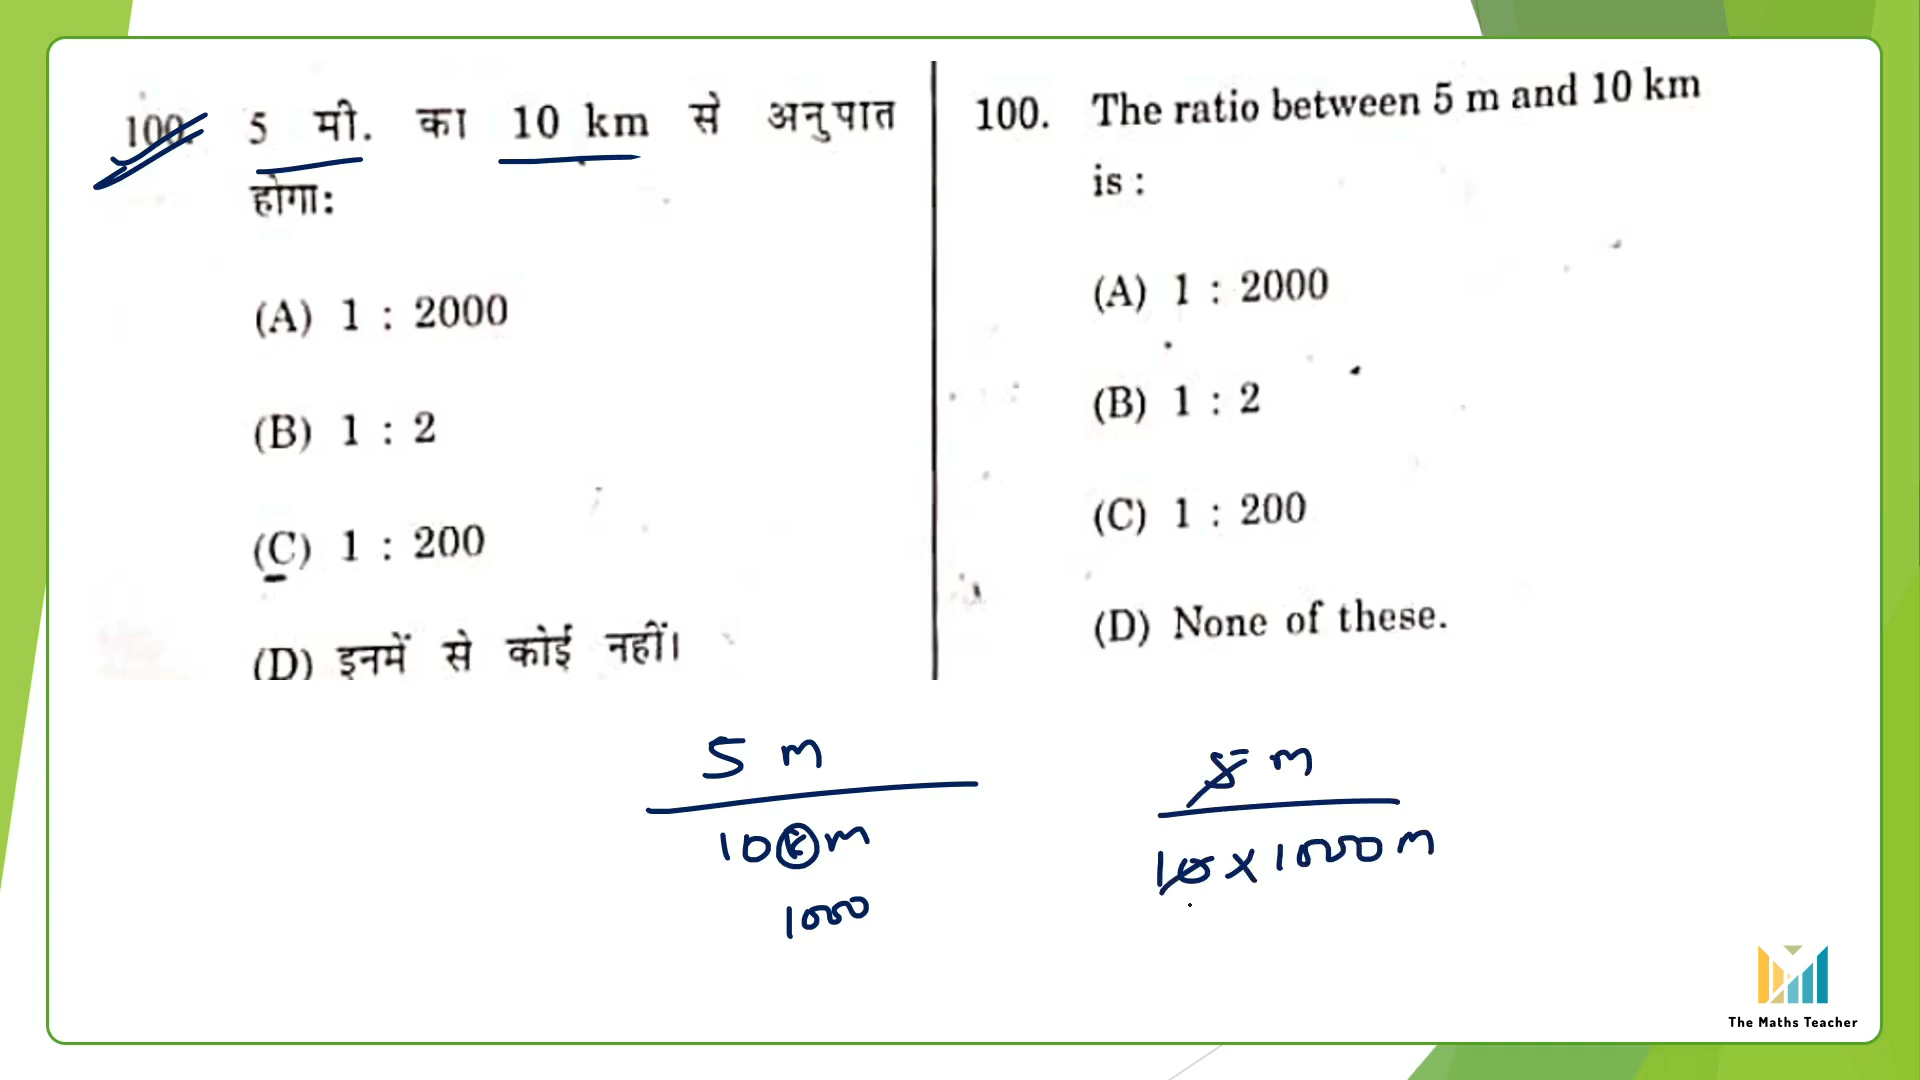 100. 5 मी. का 10 km से अनुपात
होगा:
(A) 1 : 2000
(B) 1 : 2
(C) 1 : 200
(D) इनमें से कोई नहीं।
100. The ratio between 5 m and 10 km
is :
(A) 1 : 2000
(B) 1 : 2
(C) 1 : 200
(D) None of these.
5 m
10 km
1000
5 m
10 x 1000 m
The Maths Teacher